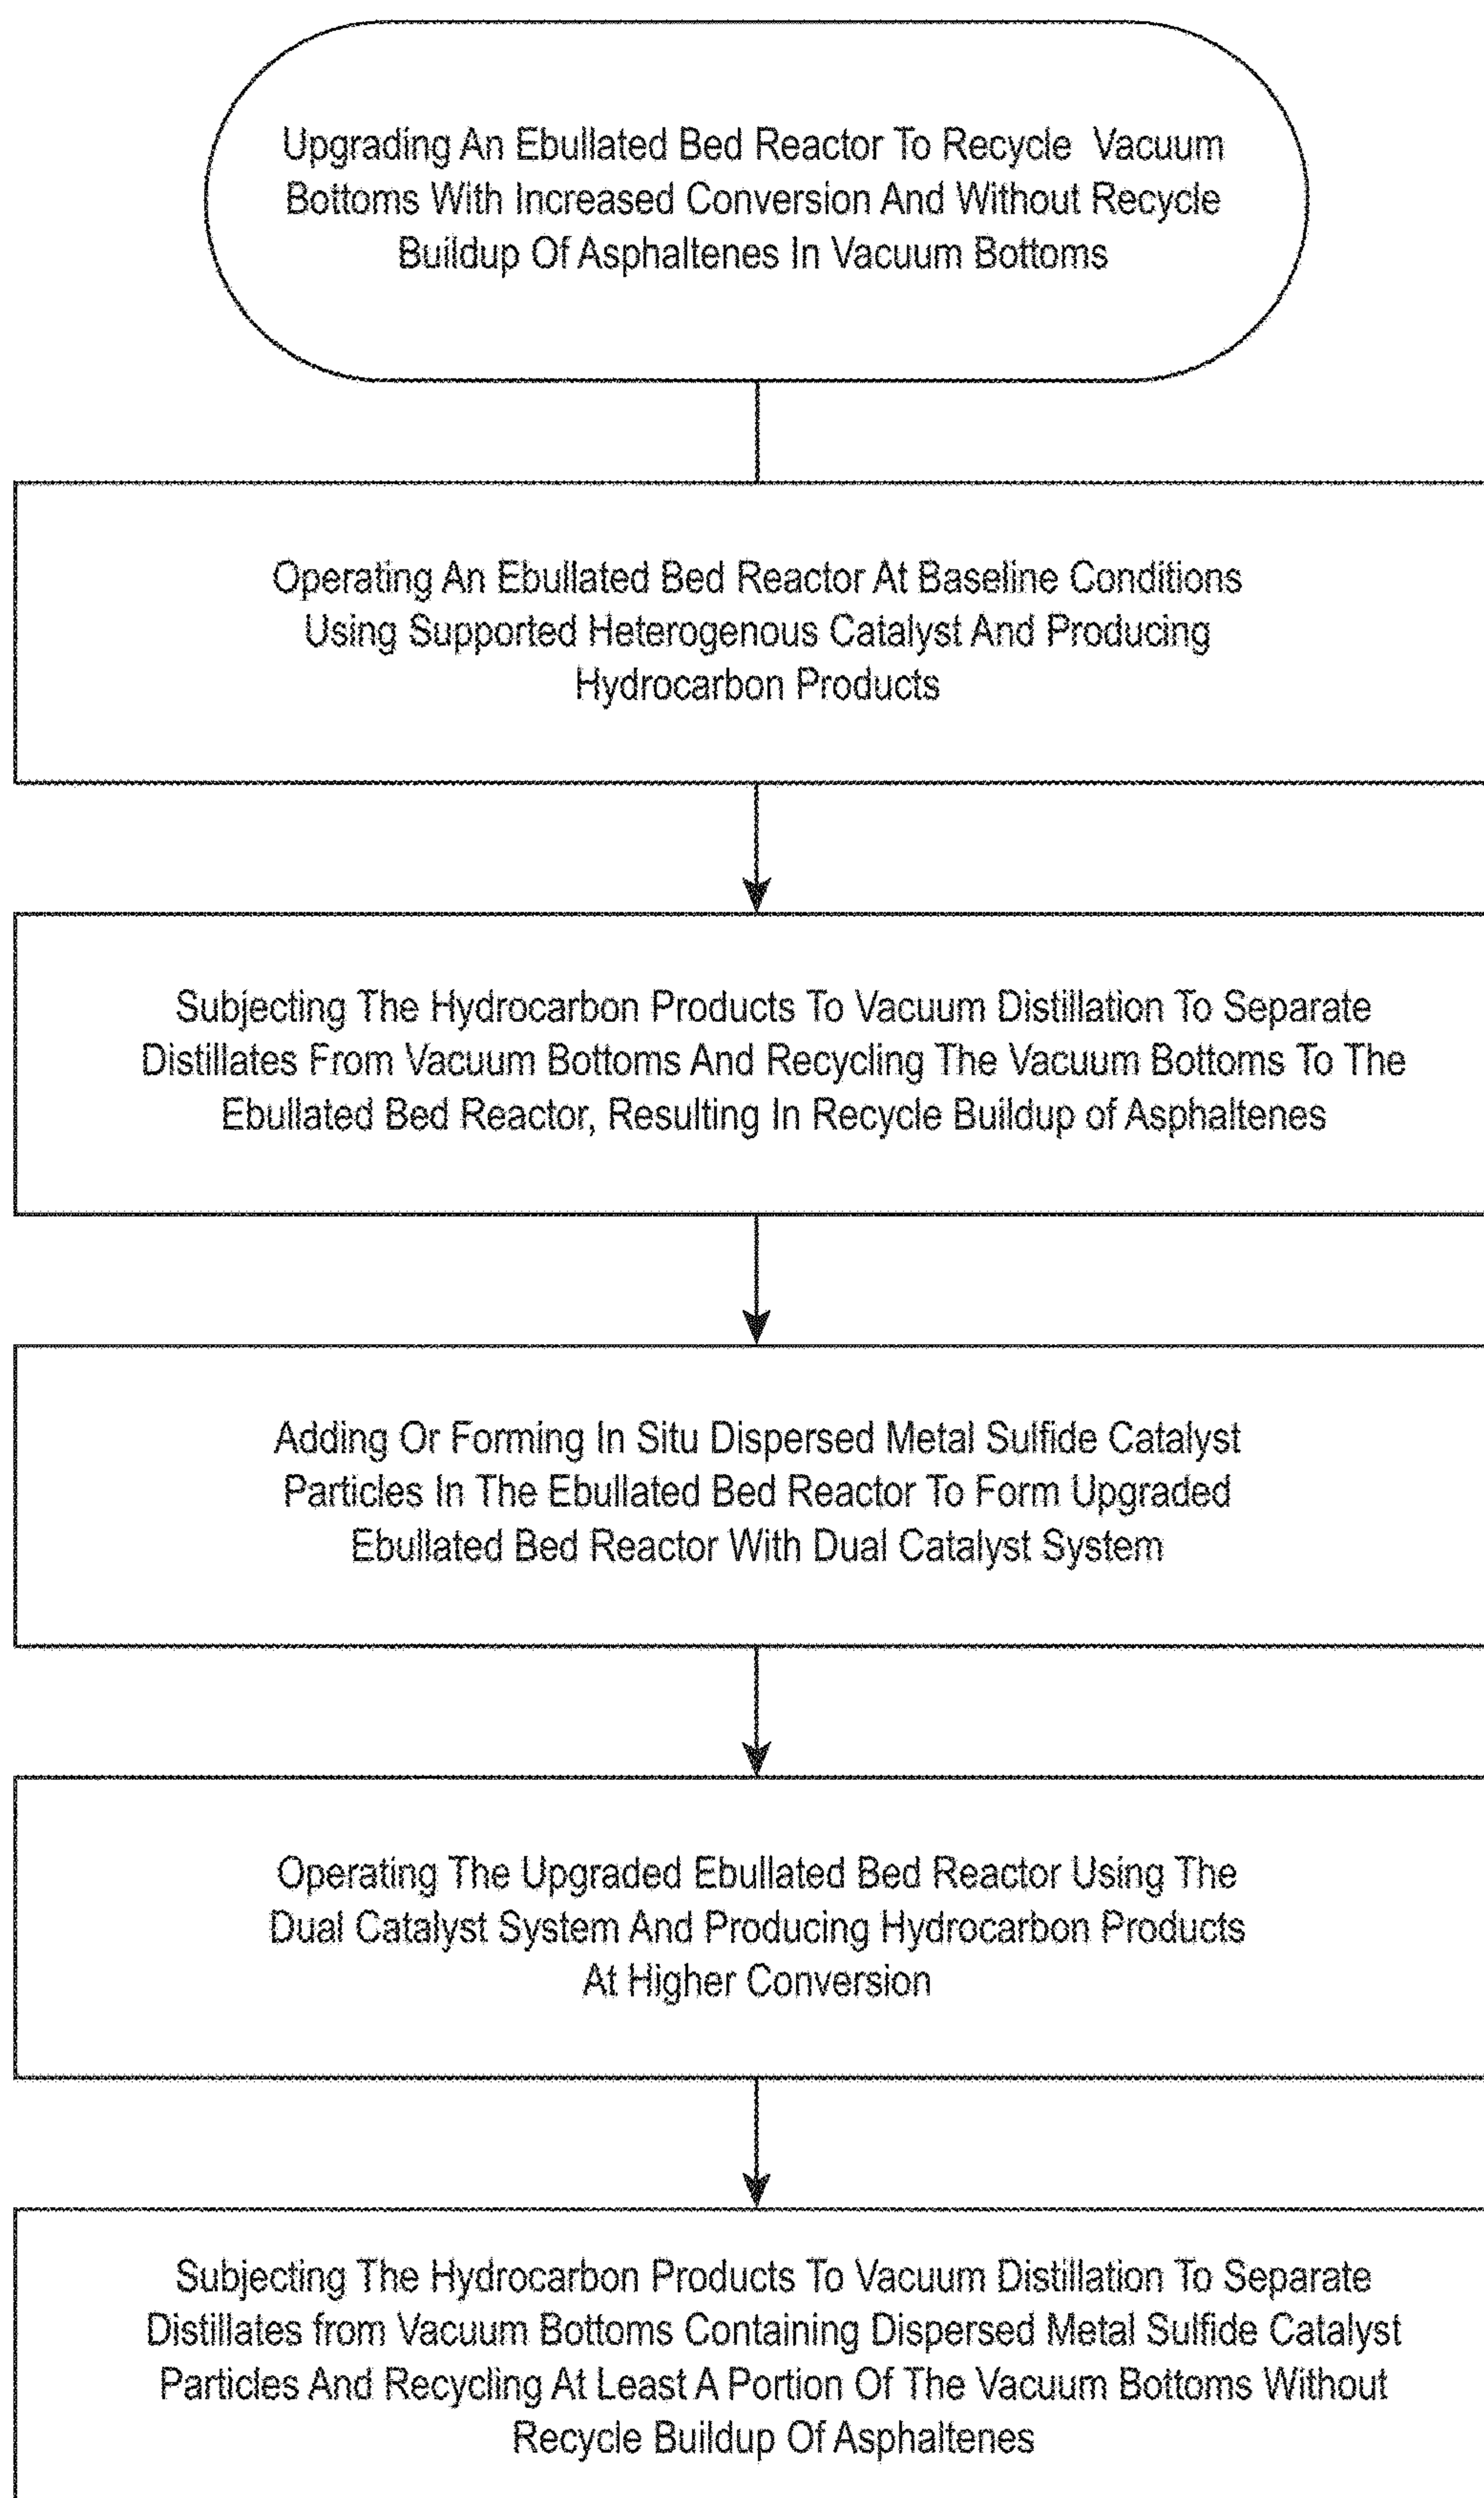 Upgrading An Ebullated Bed Reactor To Recycle Vacuum
Bottoms With Increased Conversion And Without Recycle
Buildup Of Asphaltenes In Vacuum Bottoms
Operating An Ebullated Bed Reactor At Baseline Conditions
Using Supported Heterogenous Catalyst And Producing
Hydrocarbon Products
Subjecting The Hydrocarbon Products To Vacuum Distillation To Separate
Distillates From Vacuum Bottoms And Recycling The Vacuum Bottoms To The
Ebullated Bed Reactor, Resulting In Recycle Buildup of Asphaltenes
Adding Or Forming In Situ Dispersed Metal Sulfide Catalyst
Particles In The Ebullated Bed Reactor To Form Upgraded
Ebullated Bed Reactor With Dual Catalyst System
Operating The Upgraded Ebullated Bed Reactor Using The
Dual Catalyst System And Producing Hydrocarbon Products
At Higher Conversion
Subjecting The Hydrocarbon Products To Vacuum Distillation To Separate
Distillates from Vacuum Bottoms Containing Dispersed Metal Sulfide Catalyst
Particles And Recycling At Least A Portion Of The Vacuum Bottoms Without
Recycle Buildup Of Asphaltenes